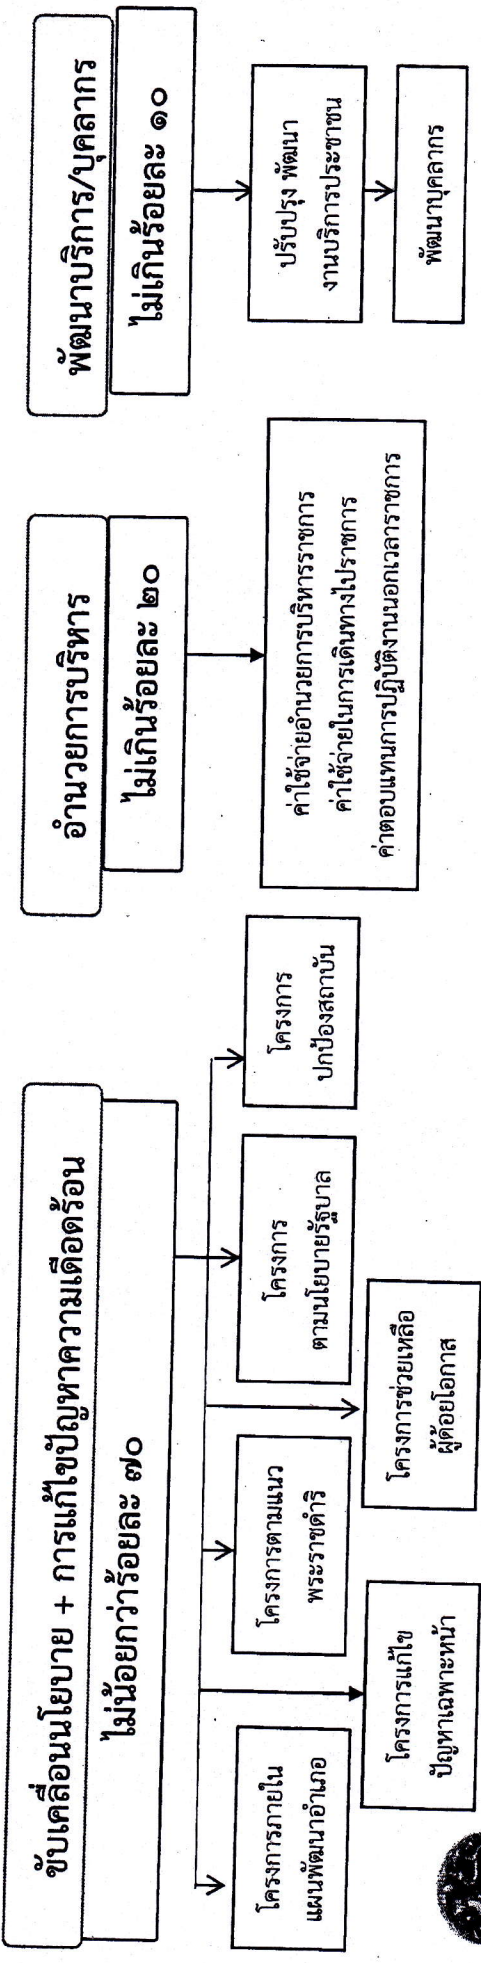 ขับเคลื่อนนโยบาย + การแก้ไขปัญหาความเดือดร้อน
ไม่น้อยกว่าร้อยละ ๗๐
โครงการภายใน
แผนพัฒนาอำเภอ
โครงการตามแนว
พระราชดำริ
โครงการ
ตามนโยบายรัฐบาล
โครงการ
ปกป้องสถาบัน
โครงการแก้ไข
ปัญหาเฉพาะหน้า
โครงการช่วยเหลือ
ผู้ด้อยโอกาส
อำนวยการบริหาร
ไม่เกินร้อยละ ๒๐
ค่าใช้จ่ายอำนวยการบริหารราชการ
ค่าใช้จ่ายในการเดินทางไปราชการ
ค่าตอบแทนการปฏิบัติงานนอกเวลาราชการ
พัฒนาบริการ/บุคลากร
ไม่เกินร้อยละ ๑๐
ปรับปรุง พัฒนา
งานบริการประชาชน
พัฒนาบุคลากร